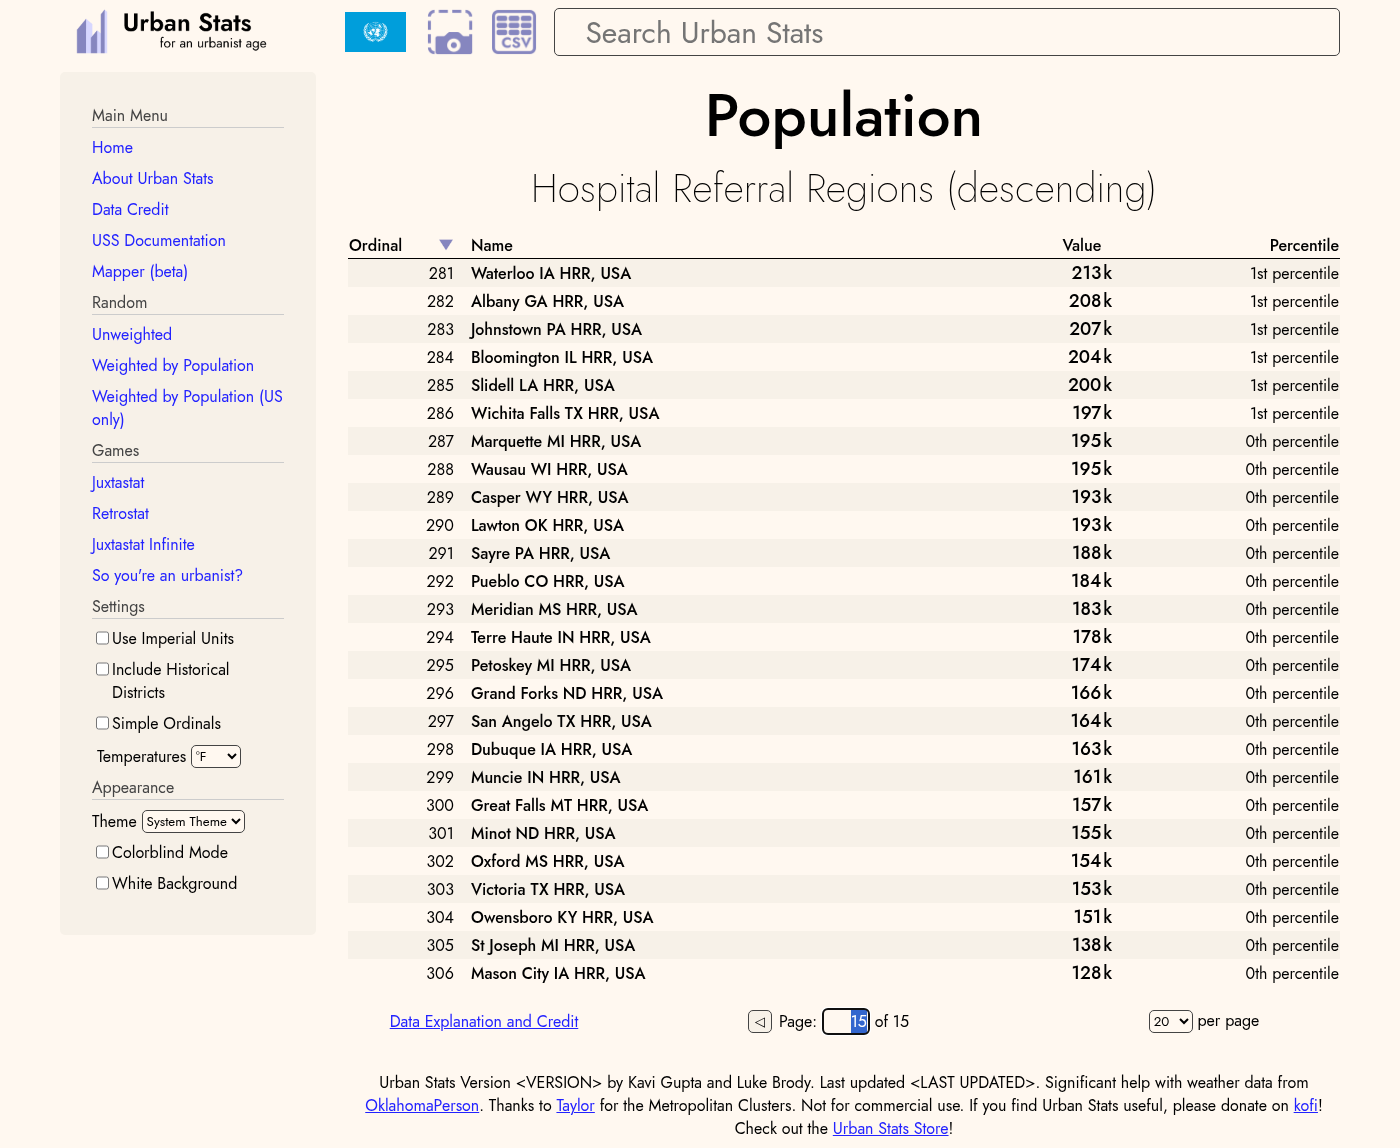 Urban Stats
for an urbanist age
CSV
Search Urban Stats
Main Menu
Home
About Urban Stats
Data Credit
USS Documentation
Mapper (beta)
Random
Unweighted
Weighted by Population
Weighted by Population (US
only)
Games
Juxtastat
Retrostat
Juxtastat Infinite
So you're an urbanist?
Settings
Use Imperial Units
Include Historical
Districts
Simple Ordinals
Temperatures °F
Appearance
Theme System Theme
Colorblind Mode
White Background
Population
Hospital Referral Regions (descending)
Ordinal Name Value Percentile
281 Waterloo IA HRR, USA 213k 1st percentile
282 Albany GA HRR, USA 208k 1st percentile
283 Johnstown PA HRR, USA 207k 1st percentile
284 Bloomington IL HRR, USA 204k 1st percentile
285 Slidell LA HRR, USA 200k 1st percentile
286 Wichita Falls TX HRR, USA 197k 1st percentile
287 Marquette MI HRR, USA 195k 0th percentile
288 Wausau WI HRR, USA 195k 0th percentile
289 Casper WY HRR, USA 193k 0th percentile
290 Lawton OK HRR, USA 193k 0th percentile
291 Sayre PA HRR, USA 188k 0th percentile
292 Pueblo CO HRR, USA 184k 0th percentile
293 Meridian MS HRR, USA 183k 0th percentile
294 Terre Haute IN HRR, USA 178k 0th percentile
295 Petoskey MI HRR, USA 174k 0th percentile
296 Grand Forks ND HRR, USA 166k 0th percentile
297 San Angelo TX HRR, USA 164k 0th percentile
298 Dubuque IA HRR, USA 163k 0th percentile
299 Muncie IN HRR, USA 161k 0th percentile
300 Great Falls MT HRR, USA 157k 0th percentile
301 Minot ND HRR, USA 155k 0th percentile
302 Oxford MS HRR, USA 154k 0th percentile
303 Victoria TX HRR, USA 153k 0th percentile
304 Owensboro KY HRR, USA 151k 0th percentile
305 St Joseph MI HRR, USA 138k 0th percentile
306 Mason City IA HRR, USA 128k 0th percentile
Data Explanation and Credit Page: 15 of 15 20 per page
Urban Stats Version <VERSION> by Kavi Gupta and Luke Brody. Last updated <LAST UPDATED>. Significant help with weather data from
OklahomaPerson. Thanks to Taylor for the Metropolitan Clusters. Not for commercial use. If you find Urban Stats useful, please donate on kofi!
Check out the Urban Stats Store!